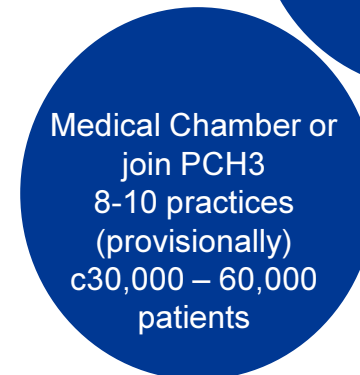 Medical Chamber or
join PCH3
8-10 practices
(provisionally)
c30,000 – 60,000
patients